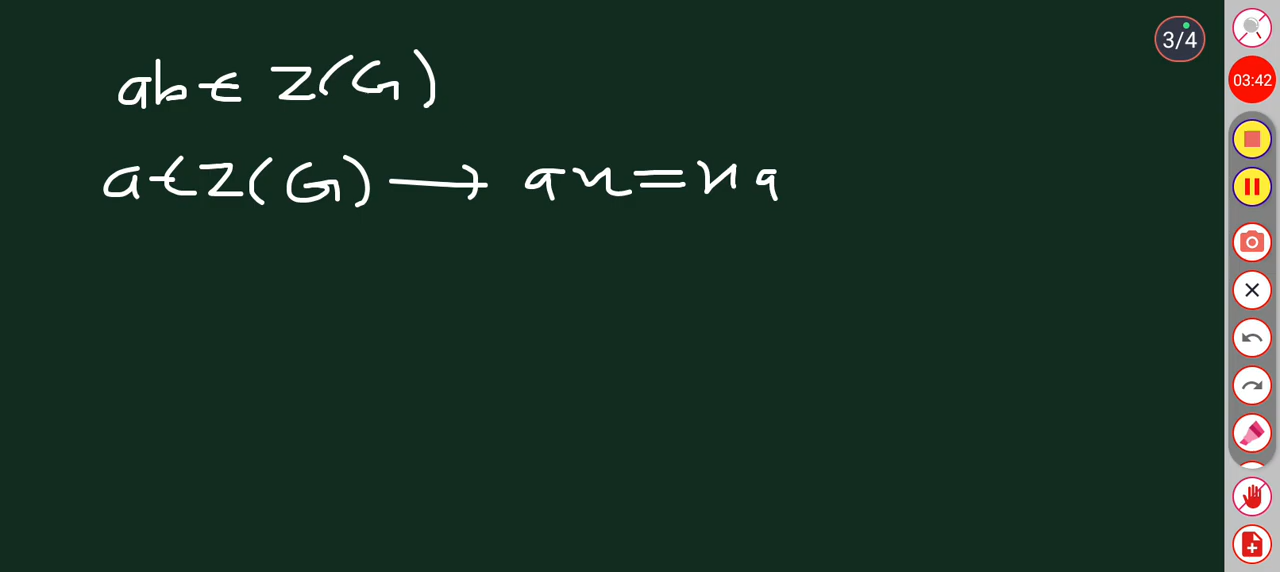 ab ∈ Z(G)
a ∈ Z(G) → ax = xa
3/4
03:42